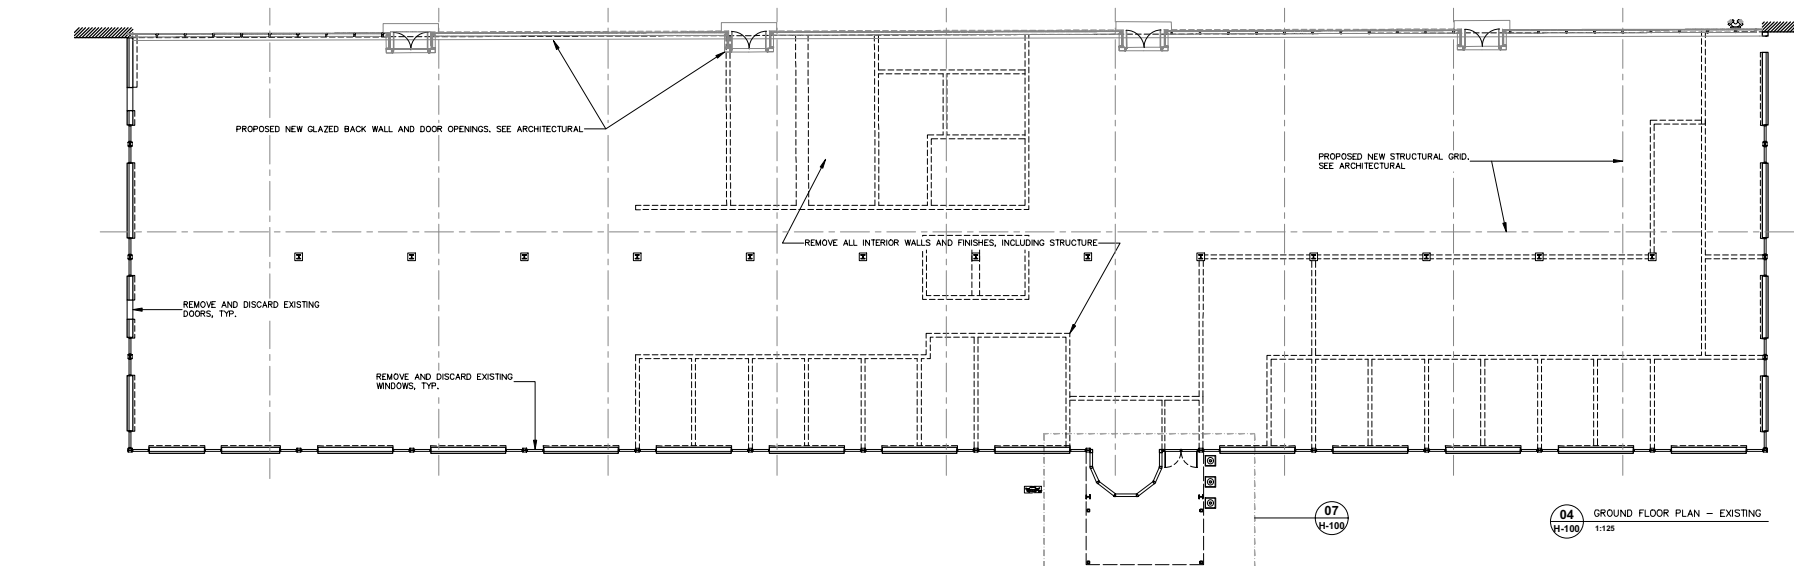 PROPOSED NEW GLAZED BACK WALL AND DOOR OPENINGS. SEE ARCHITECTURAL
PROPOSED NEW STRUCTURAL GRID.
SEE ARCHITECTURAL
REMOVE ALL INTERIOR WALLS AND FINISHES, INCLUDING STRUCTURE
REMOVE AND DISCARD EXISTING
DOORS, TYP.
REMOVE AND DISCARD EXISTING
WINDOWS, TYP.
07
H-100
04
H-100
GROUND FLOOR PLAN – EXISTING
1:125